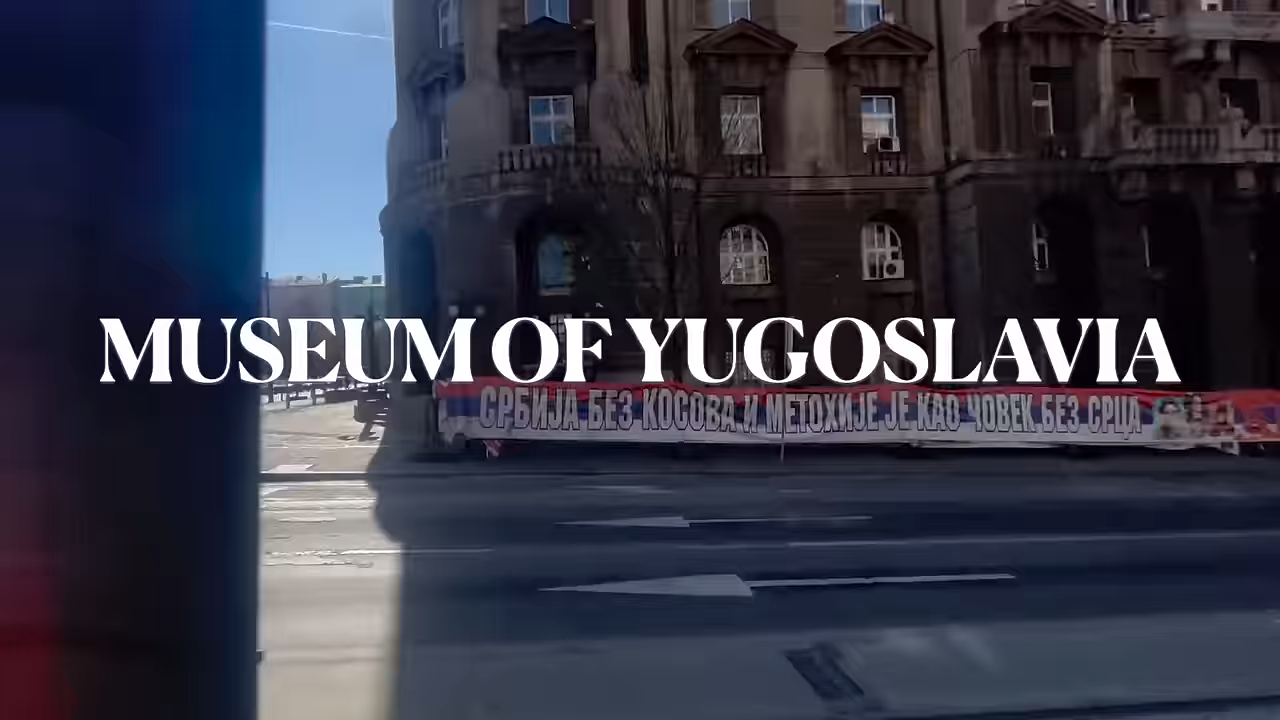 MUSEUM OF YUGOSLAVIA
СРБИЈА БЕЗ КОСОВА И МЕТОХИЈЕ ЈЕ КАО ЧОВЕК БЕЗ СРЦА